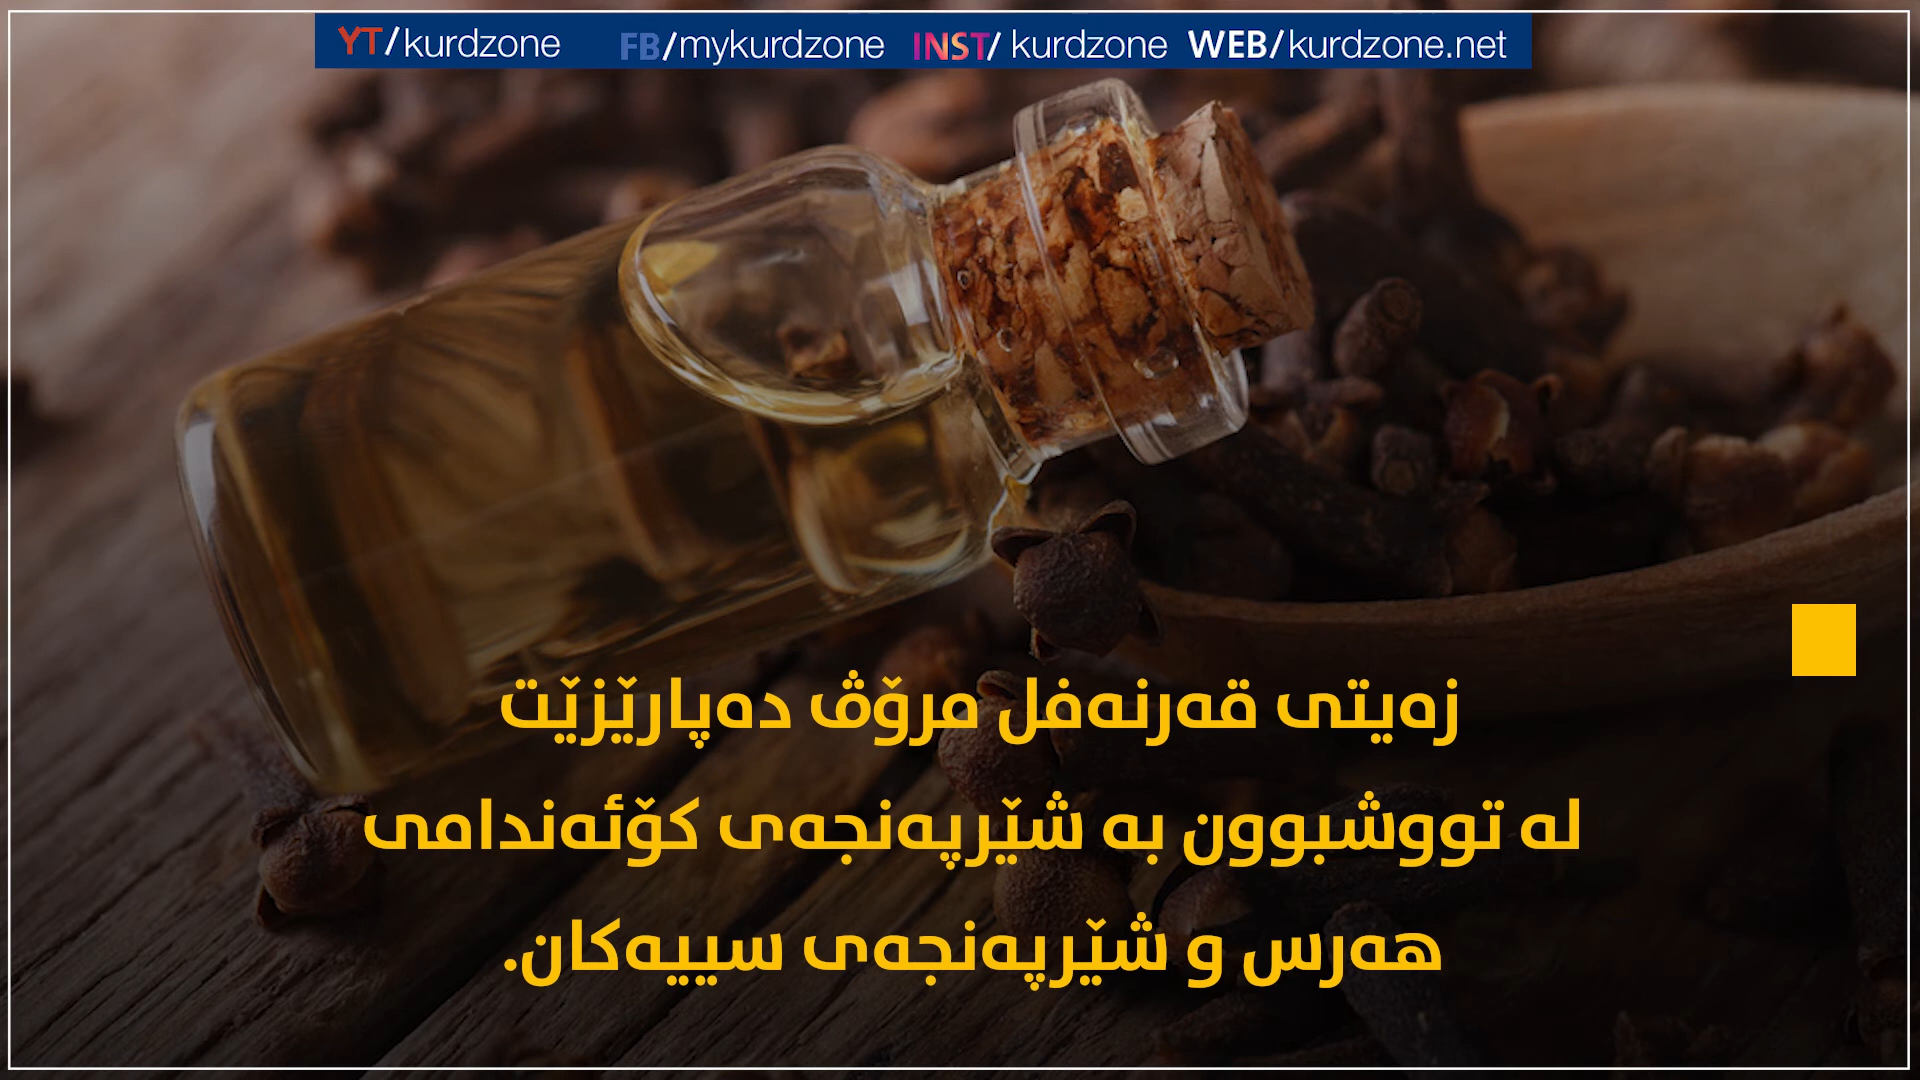 YT/kurdzone FB/mykurdzone INST/ kurdzone WEB/kurdzone.net
زەیتی قەرنەفل مرۆڤ دەپارێزێت
لە تووشبوون بە شێرپەنجەی کۆئەندامی
هەرس و شێرپەنجەی سییەکان.